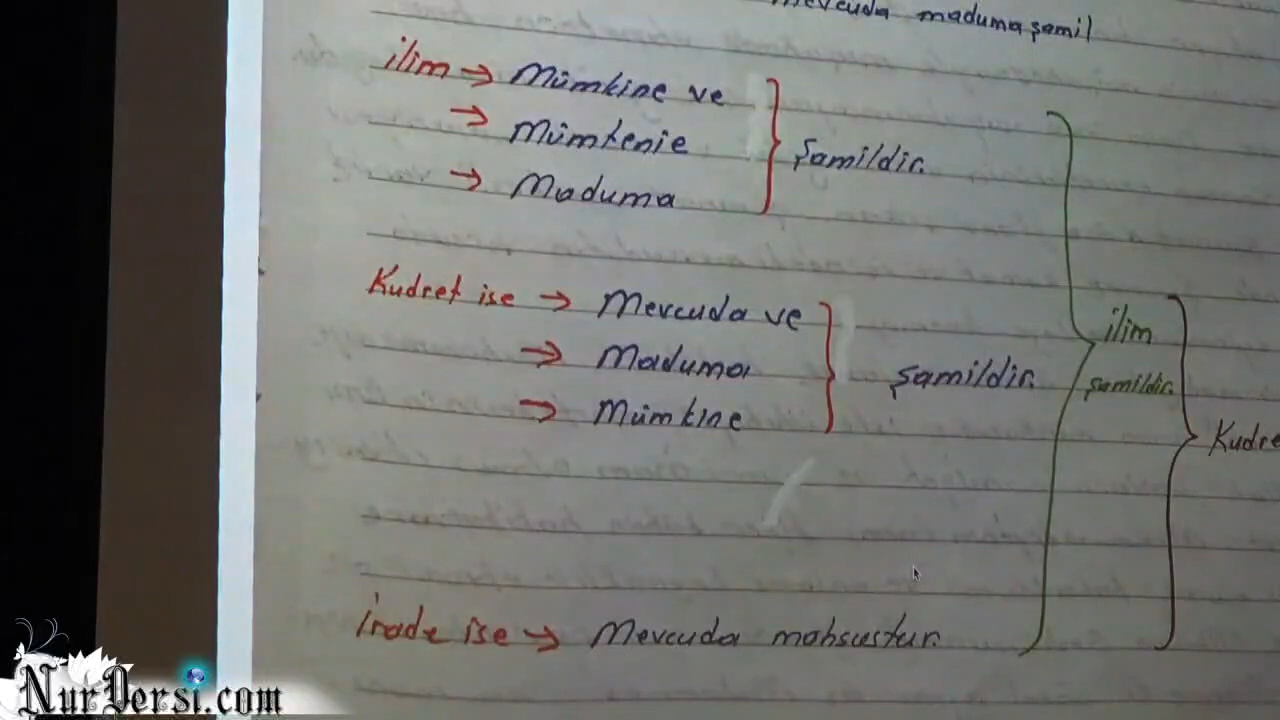 mevcuda maduma şamil
ilim → Mümkine ve
→ Mümtenie
→ Maduma
Şamildir.
Kudret ise → Mevcuda ve
→ Maduma
→ Mümkine
şamildir.
ilim
şamildir.
İrade ise → Mevcuda mahsustur.
NurDersi.com